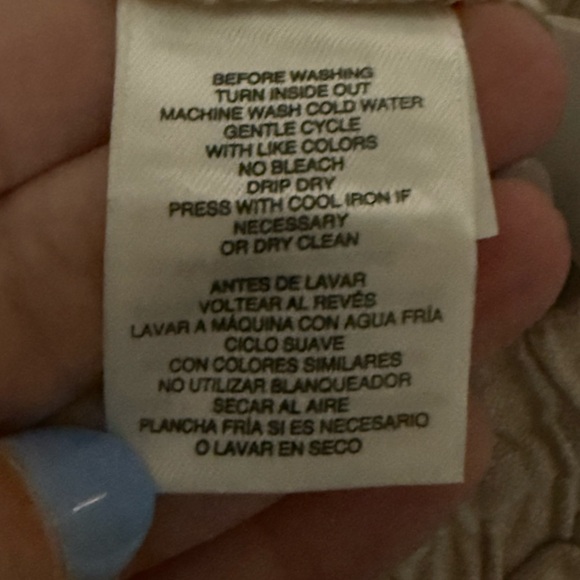 BEFORE WASHING
TURN INSIDE OUT
MACHINE WASH COLD WATER
GENTLE CYCLE
WITH LIKE COLORS
NO BLEACH
DRIP DRY
PRESS WITH COOL IRON IF
NECESSARY
OR DRY CLEAN
ANTES DE LAVAR
VOLTEAR AL REVÉS
LAVAR A MÁQUINA CON AGUA FRÍA
CICLO SUAVE
CON COLORES SIMILARES
NO UTILIZAR BLANQUEADOR
SECAR AL AIRE
PLANCHA FRÍA SI ES NECESARIO
O LAVAR EN SECO